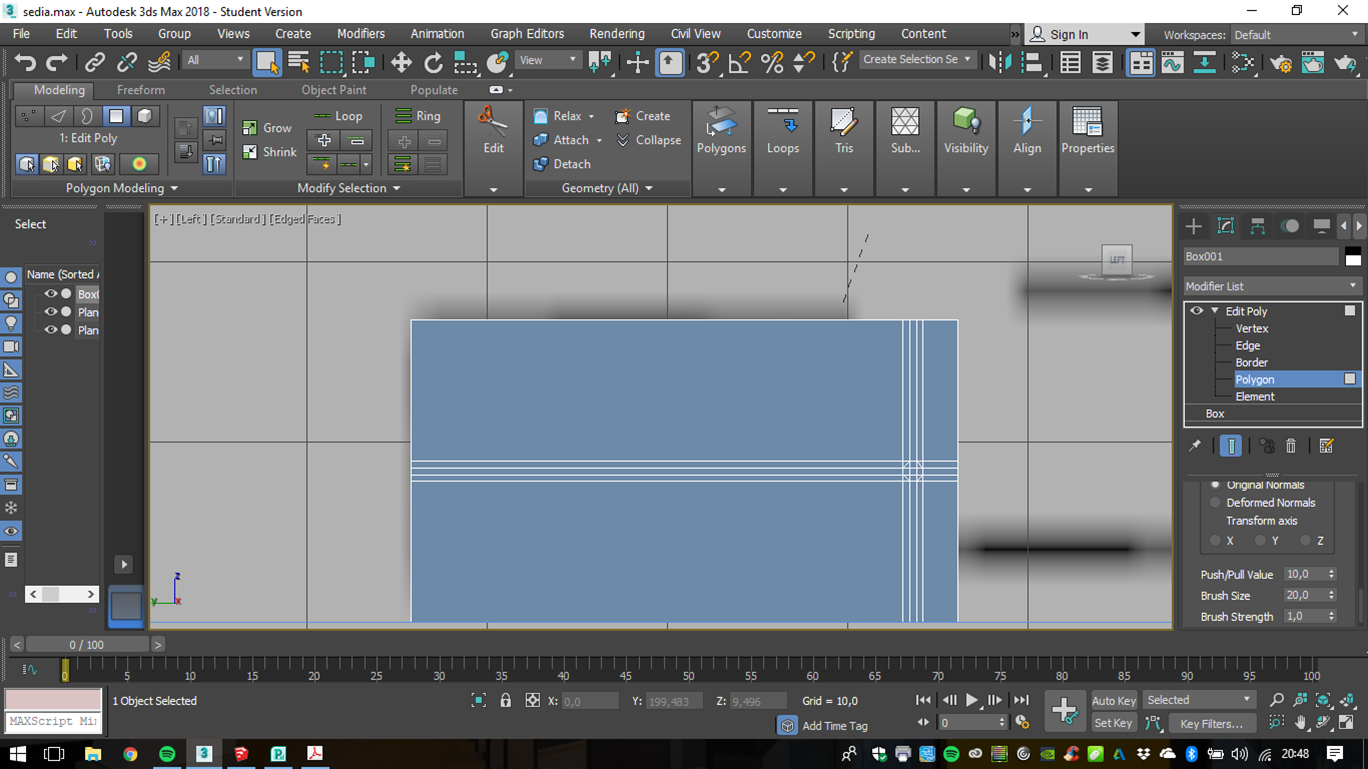 sedia.max - Autodesk 3ds Max 2018 - Student Version
File Edit Tools Group Views Create Modifiers Animation Graph Editors Rendering Civil View Customize Scripting Content » Sign In Workspaces: Default
All View 3 Create Selection Se
Modeling Freeform Selection Object Paint Populate
Loop Ring Relax Create
1: Edit Poly Grow Edit Attach Collapse Polygons Loops Tris Sub... Visibility Align Properties
Shrink Detach
Polygon Modeling Modify Selection Geometry (All)
[+] [Left] [Standard] [Edged Faces]
Select
Name (Sorted A
Box0
Plan
Plan
LEFT
Box001
Modifier List
Edit Poly
Vertex
Edge
Border
Polygon
Element
Box
Original Normals
Deformed Normals
Transform axis
X Y Z
Push/Pull Value 10,0
Brush Size 20,0
Brush Strength 1,0
z
y x
< 0 / 100 >
0 5 10 15 20 25 30 35 40 45 50 55 60 65 70 75 80 85 90 95 100
1 Object Selected X: 0,0 Y: 199,483 Z: 9,496 Grid = 10,0 Auto Key Selected
MAXScript Mi Add Time Tag 0 Set Key Key Filters...
20:48